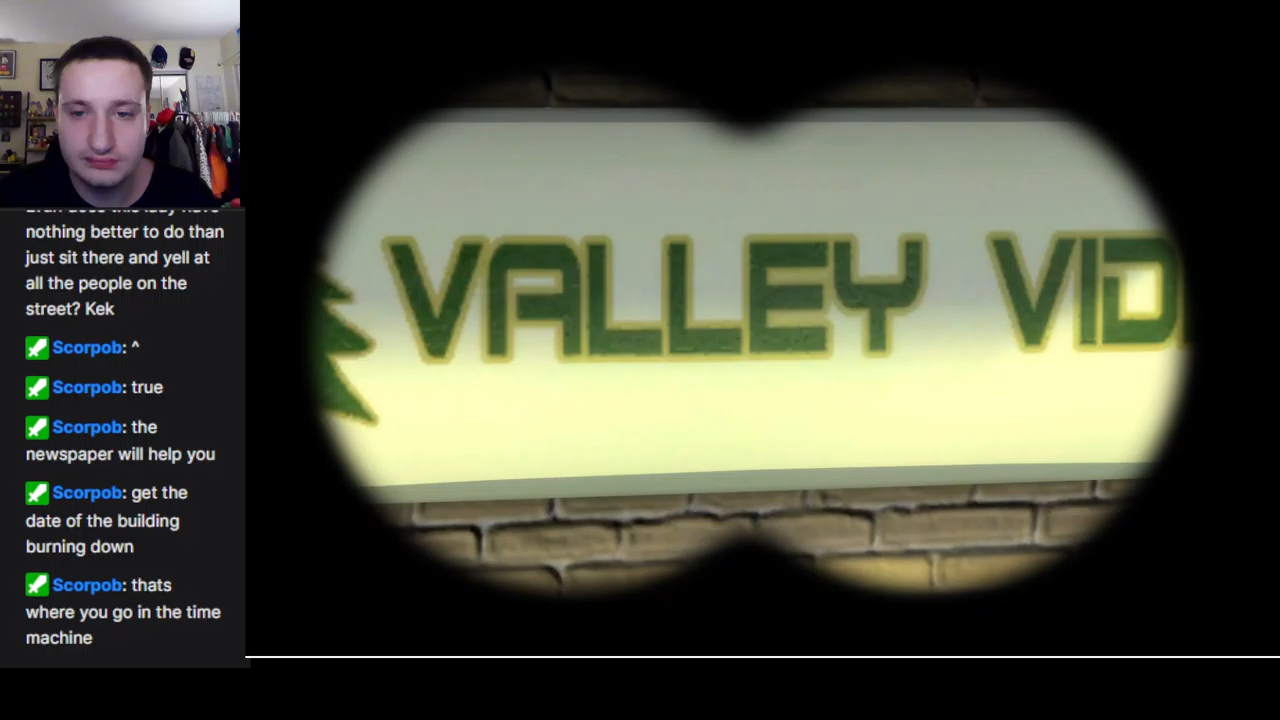 nothing better to do than
just sit there and yell at
all the people on the
street? Kek
Scorpob: ^
Scorpob: true
Scorpob: the
newspaper will help you
Scorpob: get the
date of the building
burning down
Scorpob: thats
where you go in the time
machine
VALLEY VID